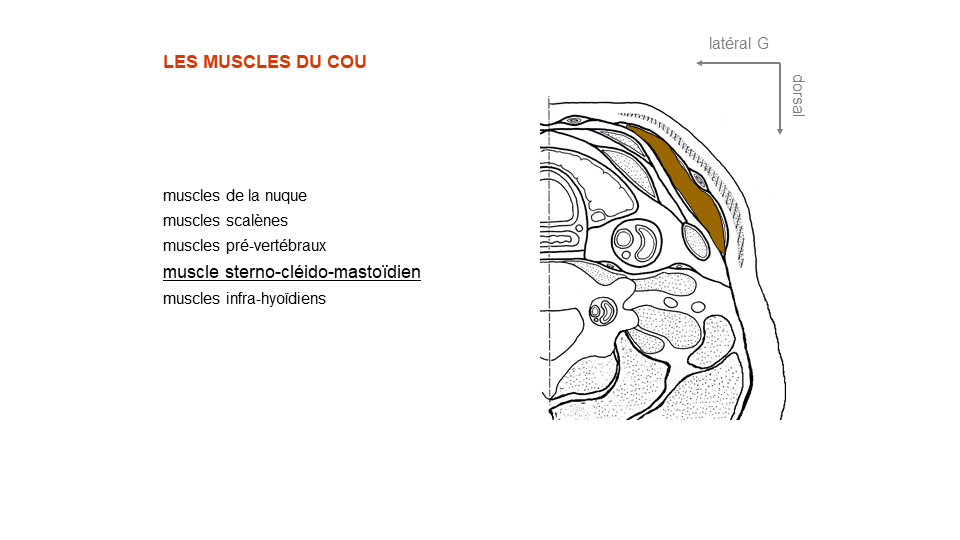 LES MUSCLES DU COU
latéral G
dorsal
muscles de la nuque
muscles scalènes
muscles pré-vertébraux
muscle sterno-cléido-mastoïdien
muscles infra-hyoïdiens